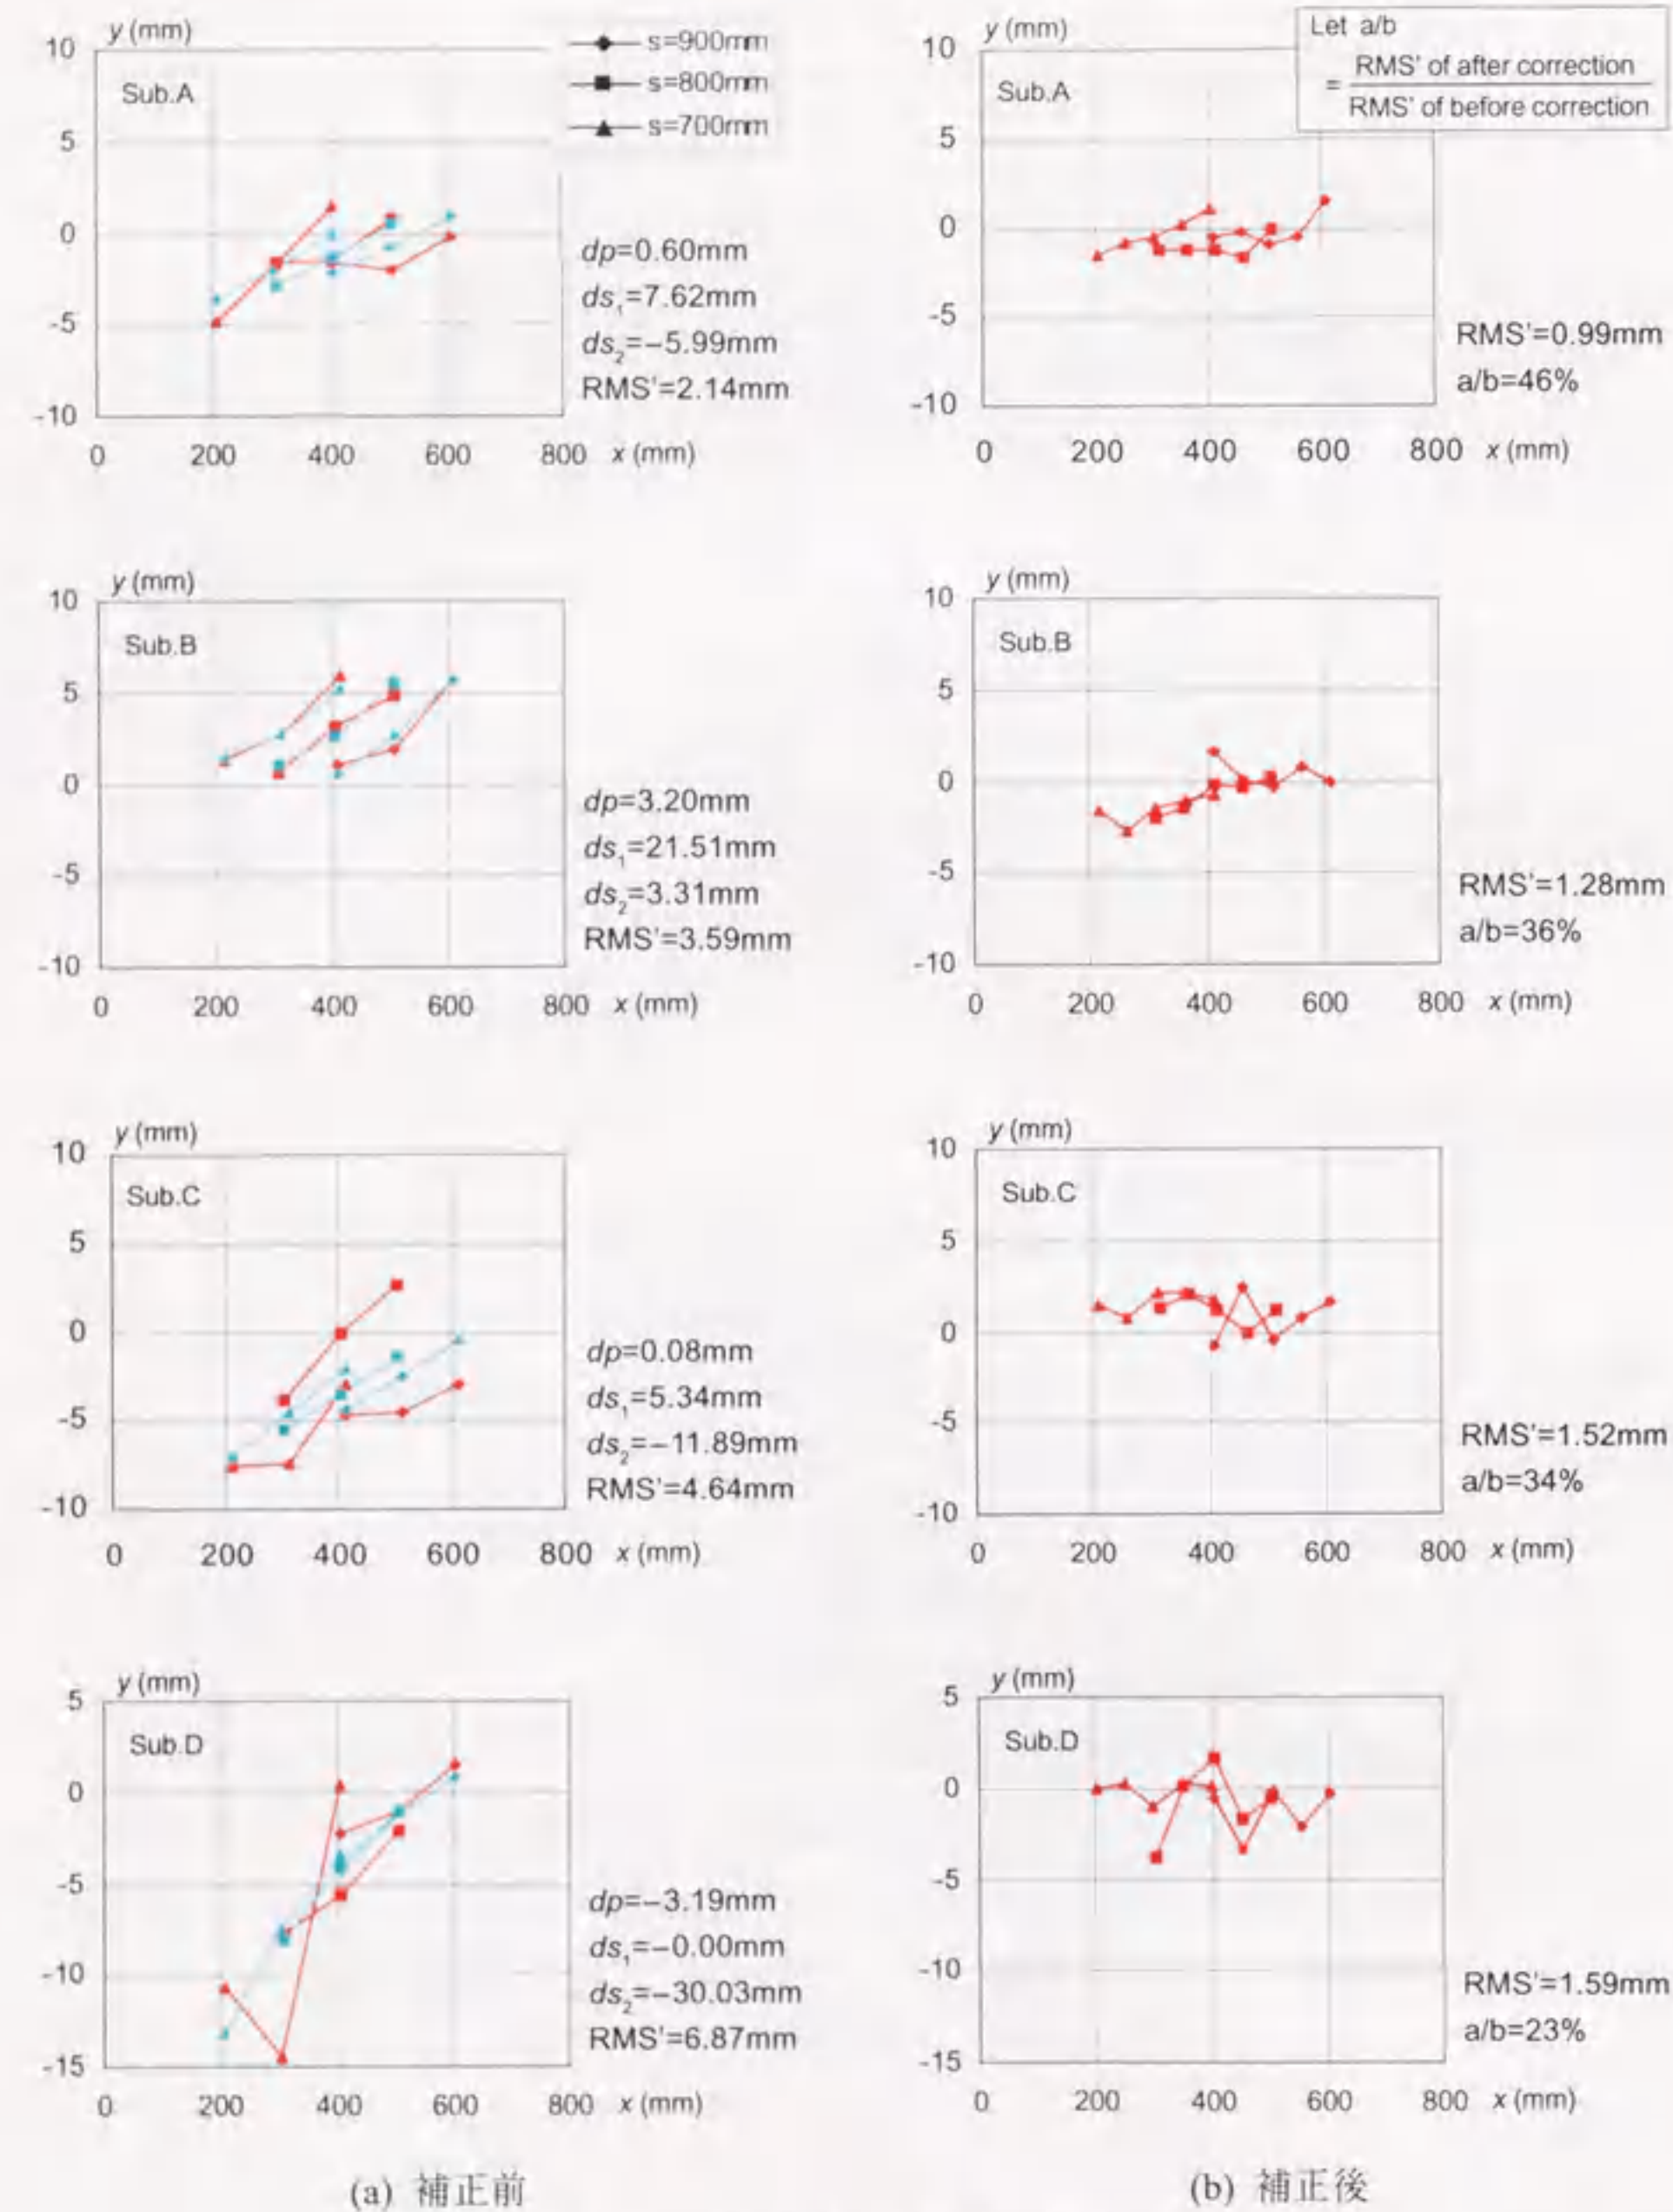 y (mm)
s=900mm
s=800mm
s=700mm
10
5
0
-5
-10
Sub.A
dp=0.60mm
ds₁=7.62mm
ds₂=−5.99mm
RMS'=2.14mm
0 200 400 600 800 x (mm)
y (mm)
Let a/b
= RMS' of after correction
RMS' of before correction
10
5
0
-5
-10
Sub.A
RMS'=0.99mm
a/b=46%
0 200 400 600 800 x (mm)
y (mm)
10
5
0
-5
-10
Sub.B
dp=3.20mm
ds₁=21.51mm
ds₂=3.31mm
RMS'=3.59mm
0 200 400 600 800 x (mm)
y (mm)
10
5
0
-5
-10
Sub.B
RMS'=1.28mm
a/b=36%
0 200 400 600 800 x (mm)
y (mm)
10
5
0
-5
-10
Sub.C
dp=0.08mm
ds₁=5.34mm
ds₂=−11.89mm
RMS'=4.64mm
0 200 400 600 800 x (mm)
y (mm)
10
5
0
-5
-10
Sub.C
RMS'=1.52mm
a/b=34%
0 200 400 600 800 x (mm)
y (mm)
5
0
-5
-10
-15
Sub.D
dp=−3.19mm
ds₁=−0.00mm
ds₂=−30.03mm
RMS'=6.87mm
0 200 400 600 800 x (mm)
y (mm)
5
0
-5
-10
-15
Sub.D
RMS'=1.59mm
a/b=23%
0 200 400 600 800 x (mm)
(a) 補正前
(b) 補正後